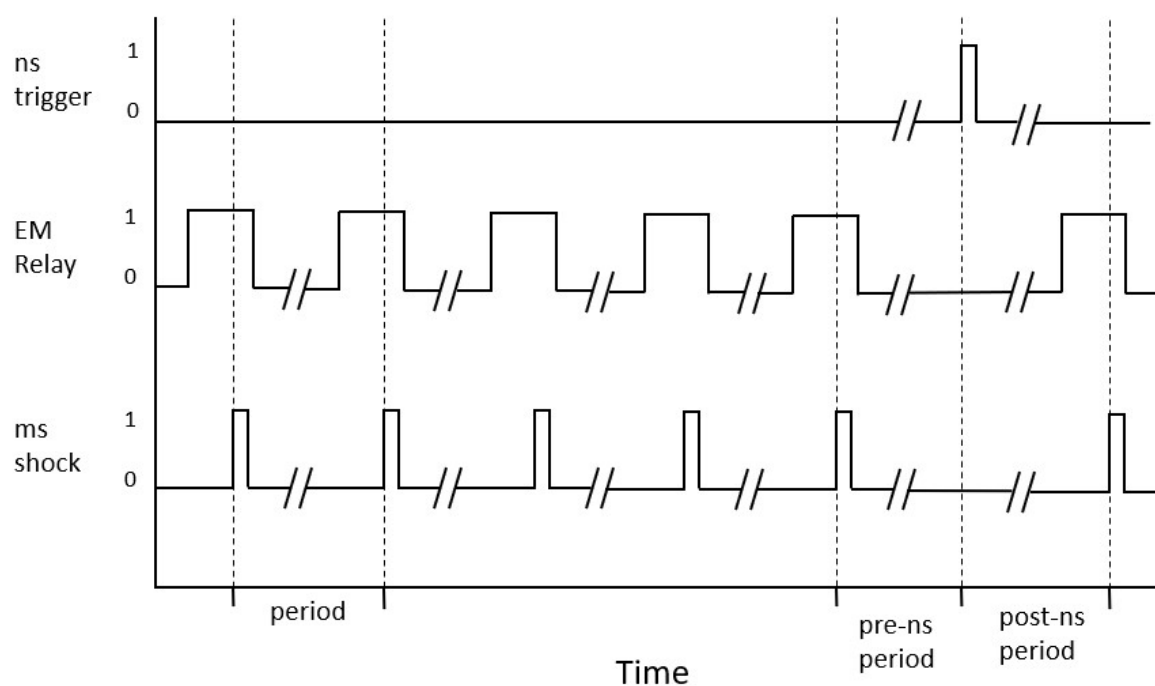 ns
trigger
1
0
EM
Relay
1
0
ms
shock
1
0
period
pre-ns
period
post-ns
period
Time